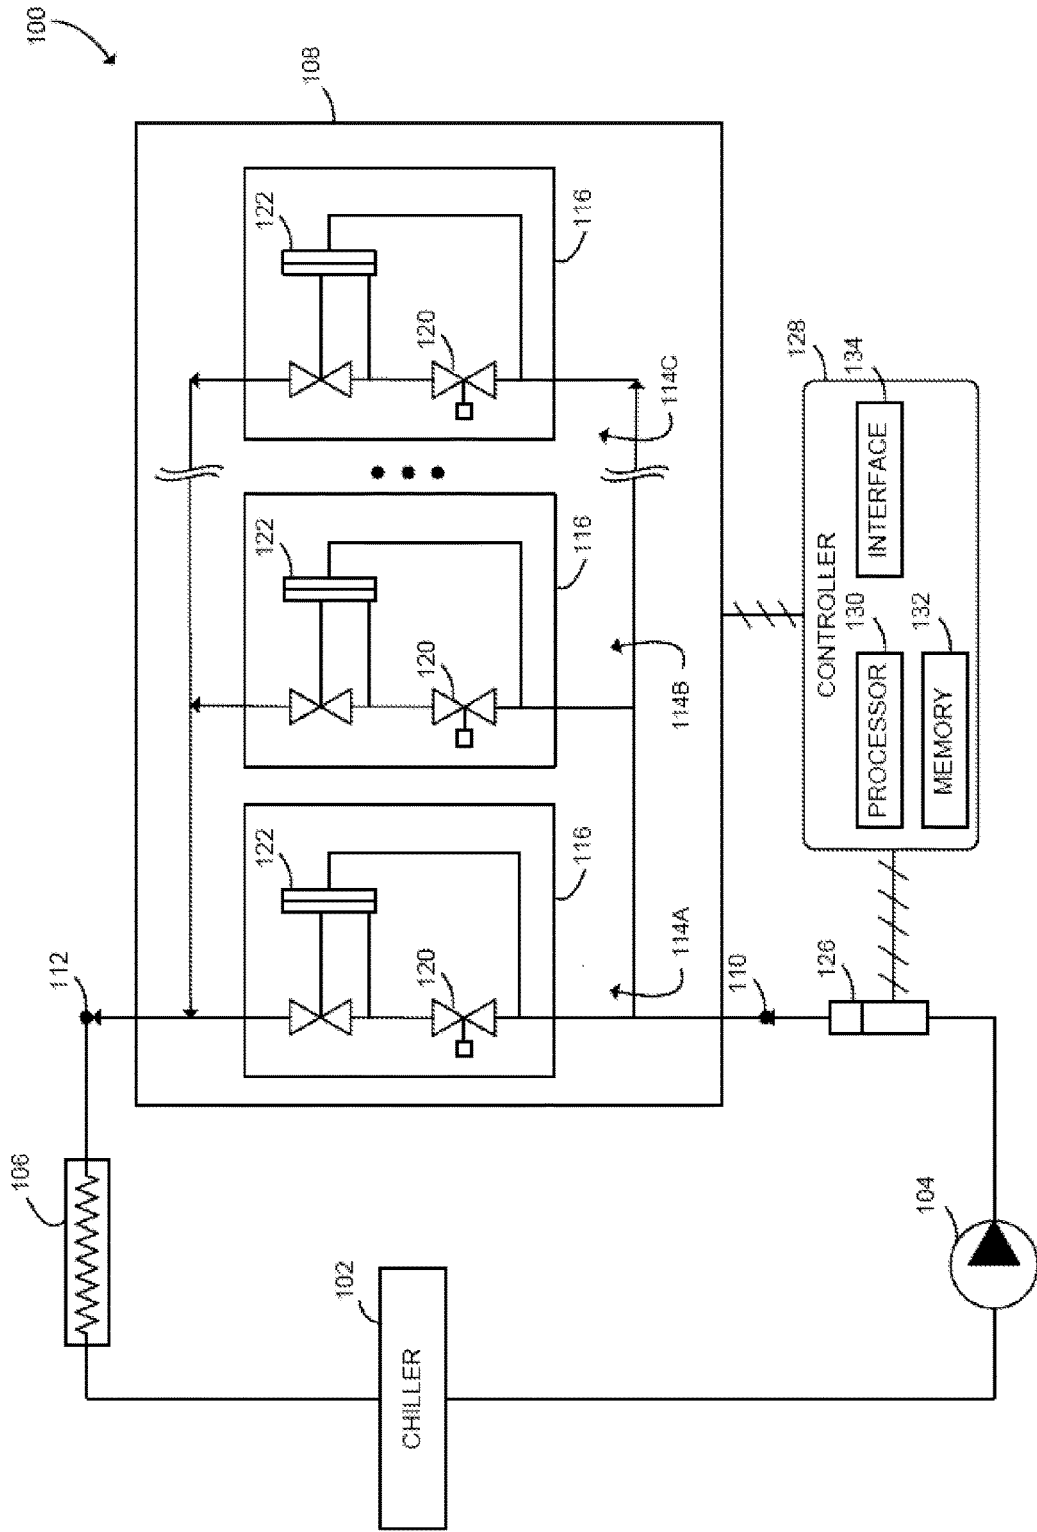 100
108
122
116
120
114C
122
116
120
114B
122
116
120
114A
112
110
106
102
CHILLER
104
126
128
CONTROLLER
134
INTERFACE
130
PROCESSOR
132
MEMORY